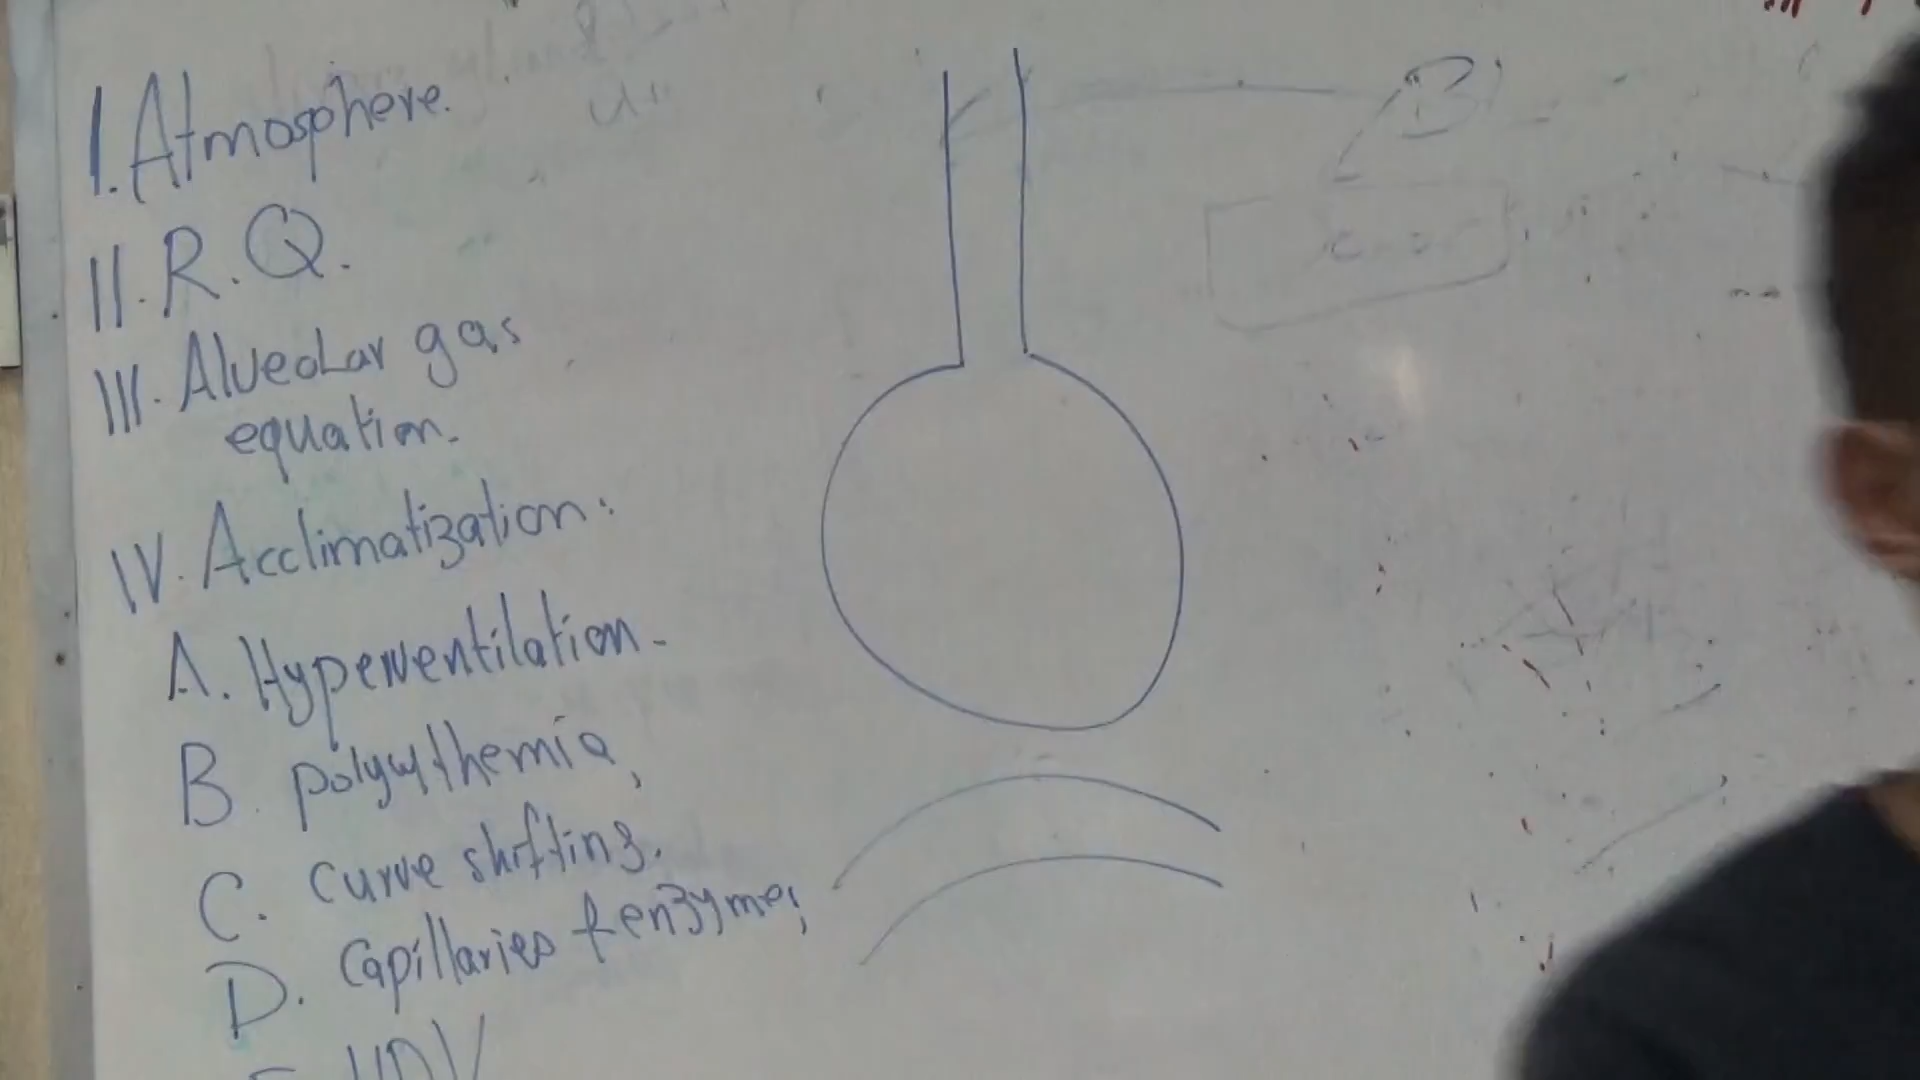 I. Atmosphere.
II. R.Q.
III. Alveolar gas
equation.
IV. Acclimatization:
A. Hyperventilation.
B. polycythemia,
C. Curve shifting.
D. Capillaries & enzymes,